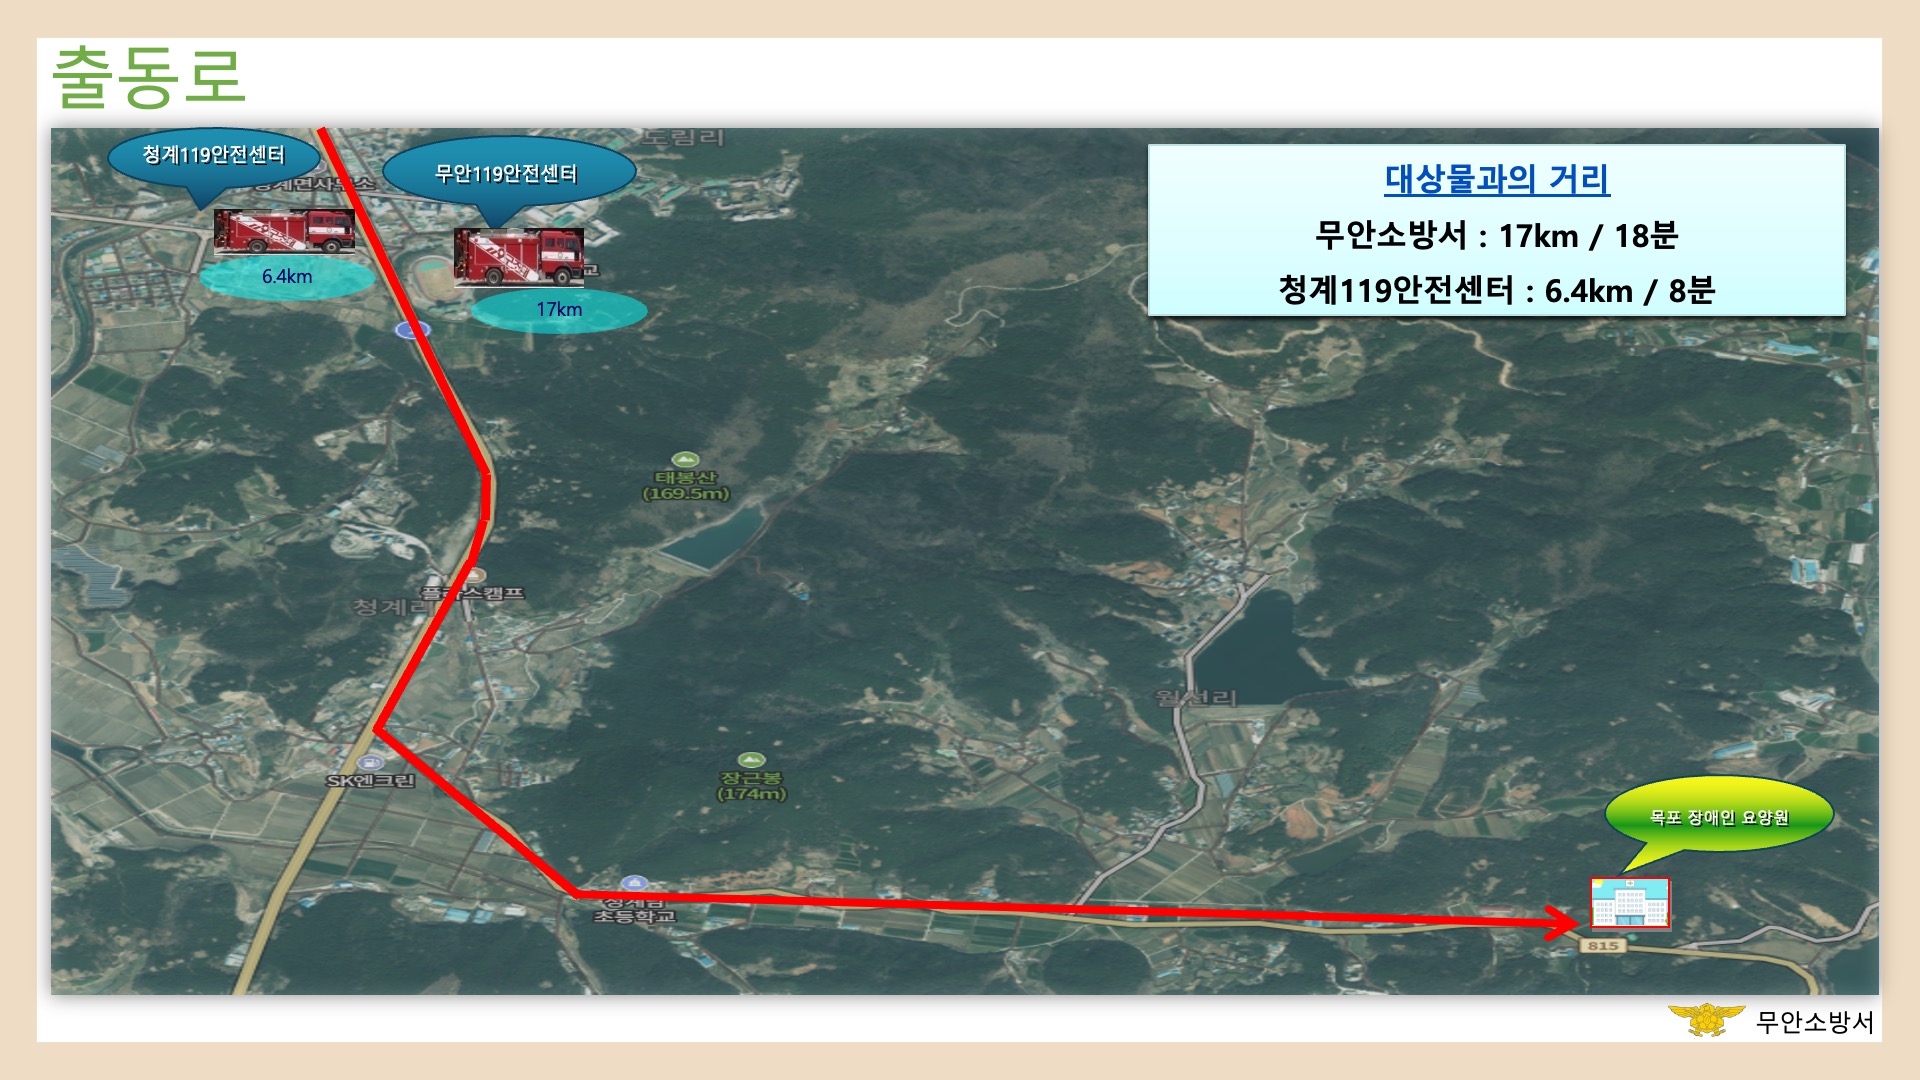 출동로
청계119안전센터
무안119안전센터
도림리
6.4km
17km
대상물과의 거리
무안소방서 : 17km / 18분
청계119안전센터 : 6.4km / 8분
태봉산
(169.5m)
청계리
월선리
SK엔크린
장근봉
(174m)
목포 장애인 요양원
청계남
초등학교
815
무안소방서